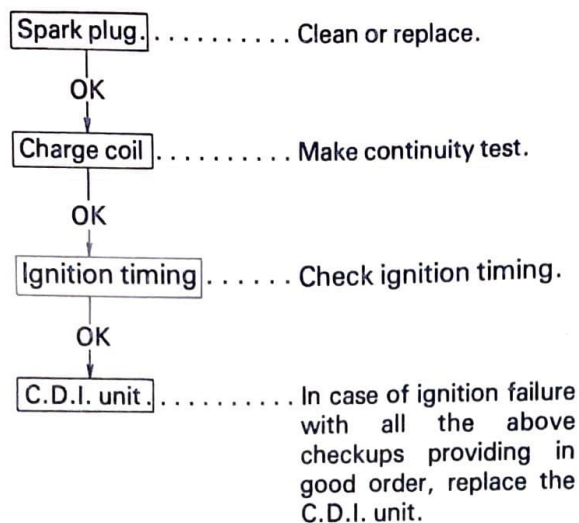 Spark plug. . . . . . . . . . . Clean or replace.
OK
Charge coil . . . . . . . . . . Make continuity test.
OK
Ignition timing . . . . . . Check ignition timing.
OK
C.D.I. unit. . . . . . . . . . . In case of ignition failure
with all the above
checkups providing in
good order, replace the
C.D.I. unit.